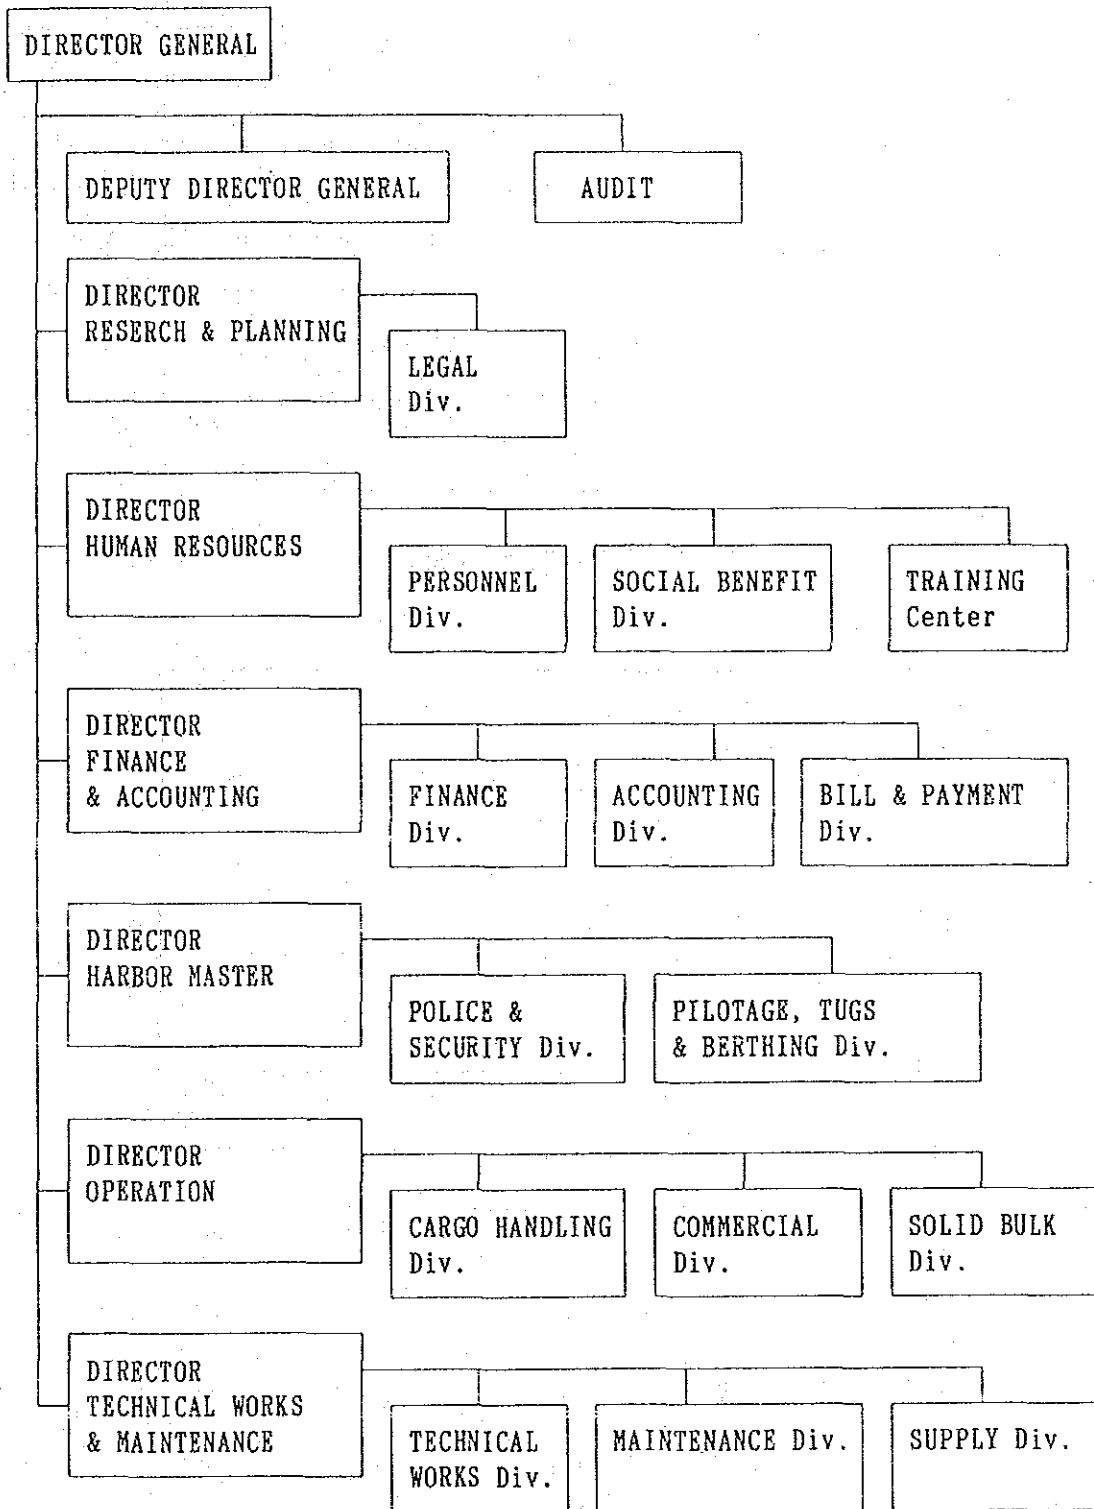 DIRECTOR GENERAL
DEPUTY DIRECTOR GENERAL
AUDIT
DIRECTOR
RESERCH & PLANNING
LEGAL
Div.
DIRECTOR
HUMAN RESOURCES
PERSONNEL
Div.
SOCIAL BENEFIT
Div.
TRAINING
Center
DIRECTOR
FINANCE
& ACCOUNTING
FINANCE
Div.
ACCOUNTING
Div.
BILL & PAYMENT
Div.
DIRECTOR
HARBOR MASTER
POLICE &
SECURITY Div.
PILOTAGE, TUGS
& BERTHING Div.
DIRECTOR
OPERATION
CARGO HANDLING
Div.
COMMERCIAL
Div.
SOLID BULK
Div.
DIRECTOR
TECHNICAL WORKS
& MAINTENANCE
TECHNICAL
WORKS Div.
MAINTENANCE Div.
SUPPLY Div.